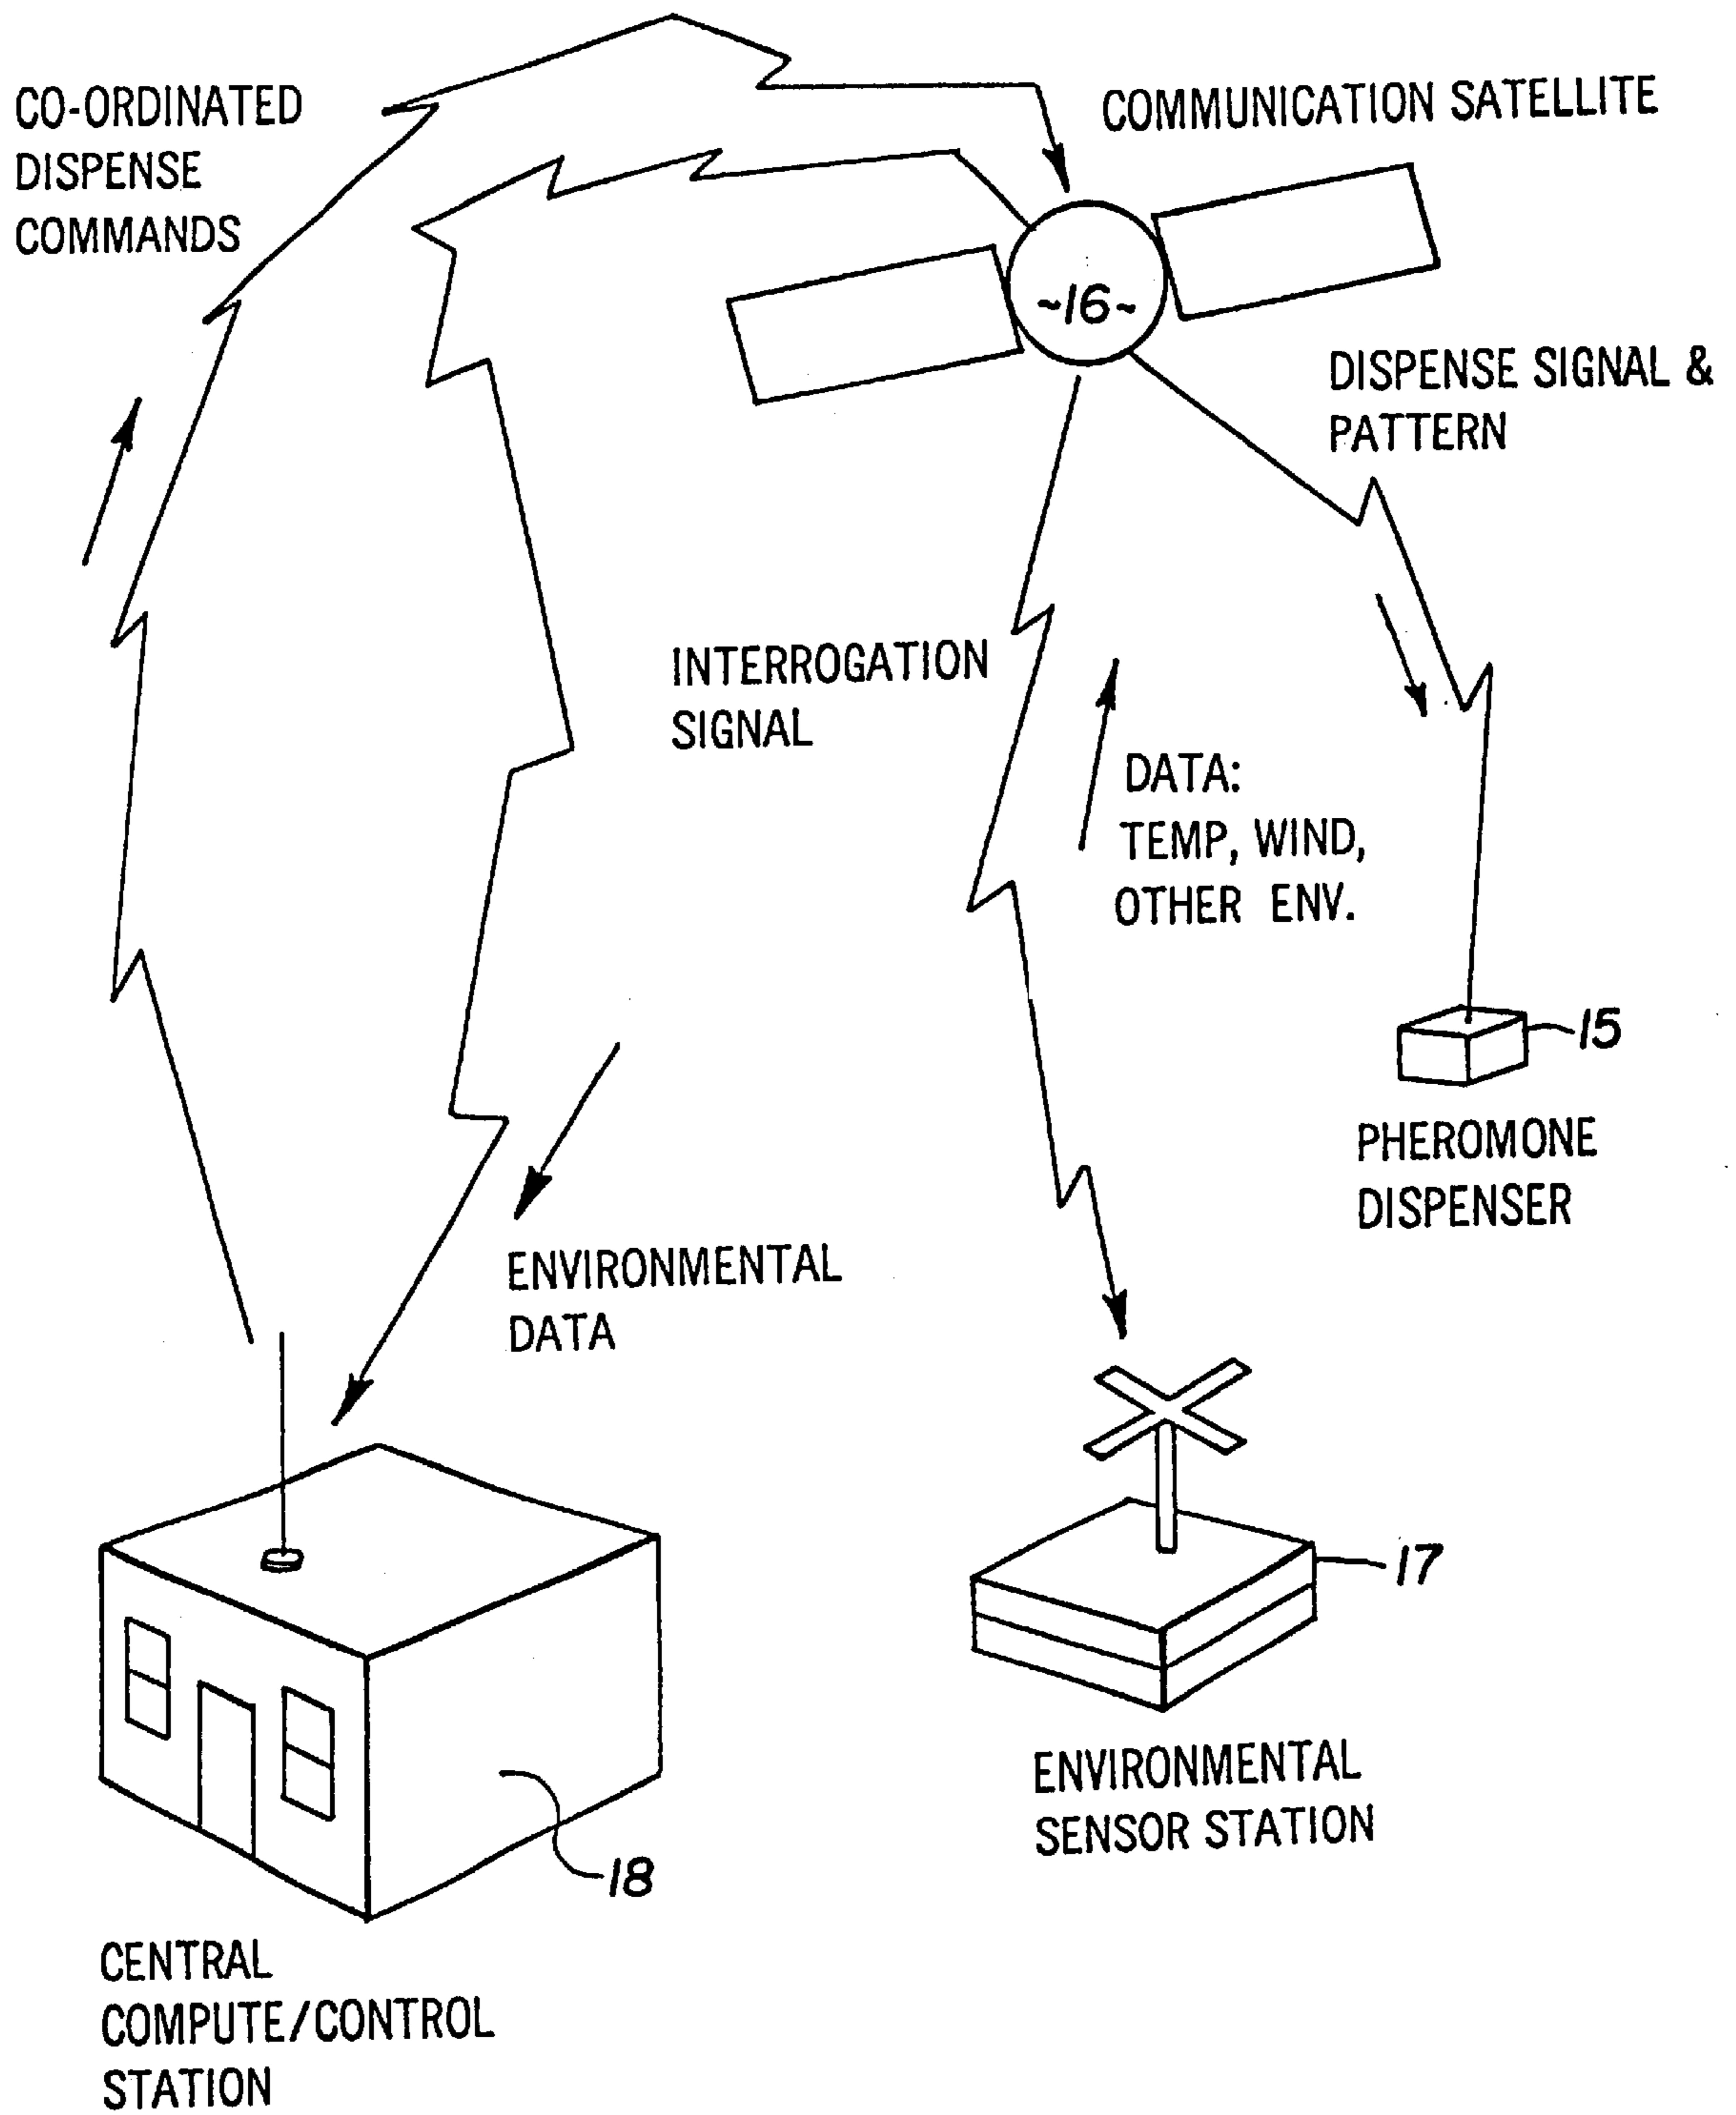 CO-ORDINATED
DISPENSE
COMMANDS
COMMUNICATION SATELLITE
~16~
DISPENSE SIGNAL &
PATTERN
INTERROGATION
SIGNAL
DATA:
TEMP, WIND,
OTHER ENV.
15
PHEROMONE
DISPENSER
ENVIRONMENTAL
DATA
17
ENVIRONMENTAL
SENSOR STATION
18
CENTRAL
COMPUTE/CONTROL
STATION